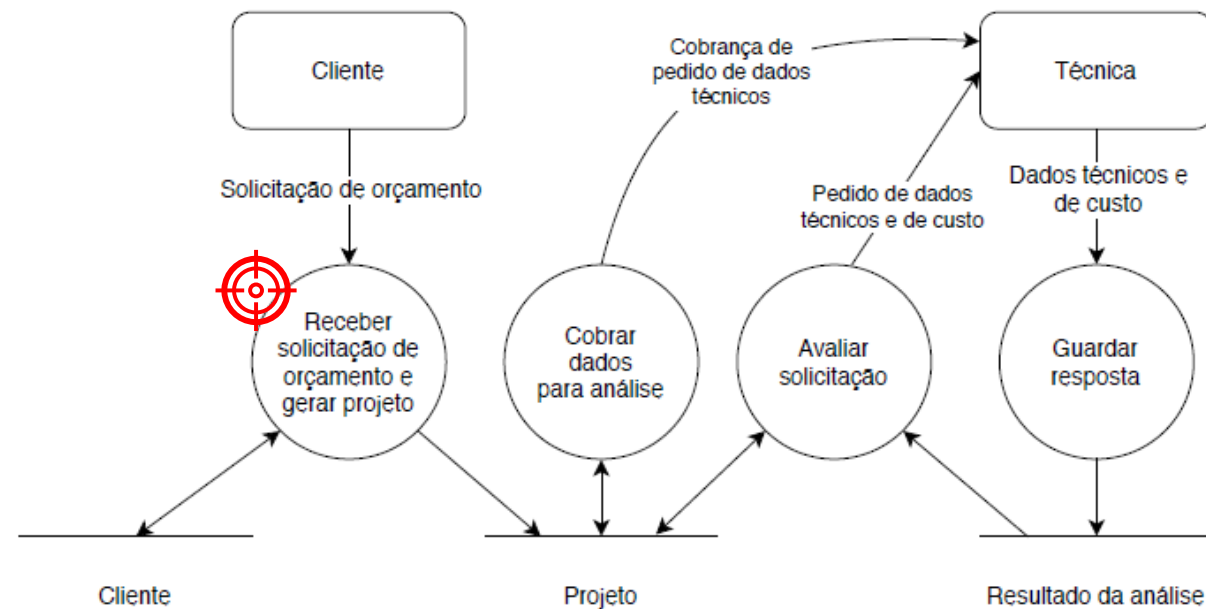 Cliente
Cobrança de
pedido de dados
técnicos
Técnica
Solicitação de orçamento
Pedido de dados
técnicos e de custo
Dados técnicos e
de custo
Receber
solicitação de
orçamento e
gerar projeto
Cobrar
dados
para análise
Avaliar
solicitação
Guardar
resposta
Cliente
Projeto
Resultado da análise